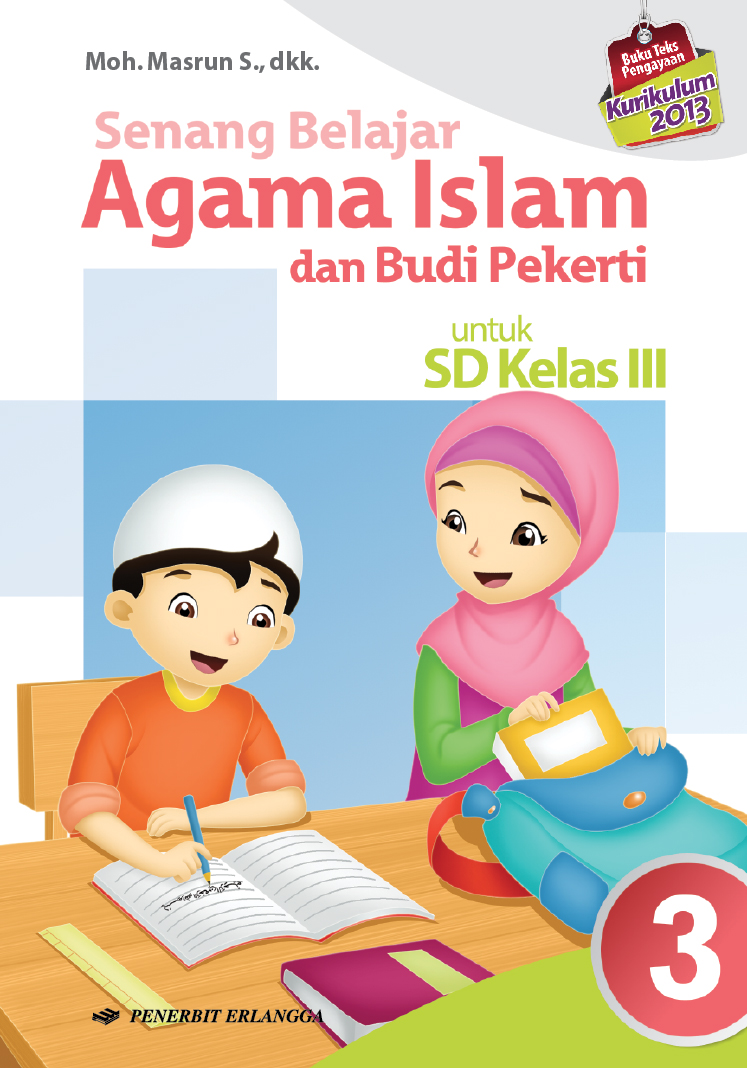 Moh. Masrun S., dkk.
Buku Teks
Pengayaan
Kurikulum
2013
Senang Belajar
Agama Islam
dan Budi Pekerti
untuk
SD Kelas III
3
PENERBIT ERLANGGA